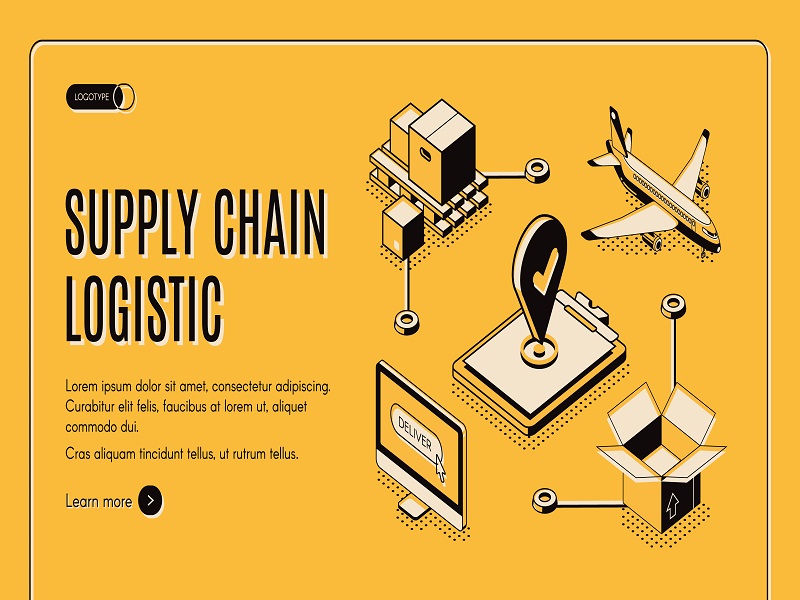 LOGOTYPE
SUPPLY CHAIN
LOGISTIC
Lorem ipsum dolor sit amet, consectetur adipiscing.
Curabitur elit felis, faucibus at lorem ut, aliquet
commodo dui.
Cras aliquam tincidunt tellus, ut rutrum tellus.
Learn more
DELIVER